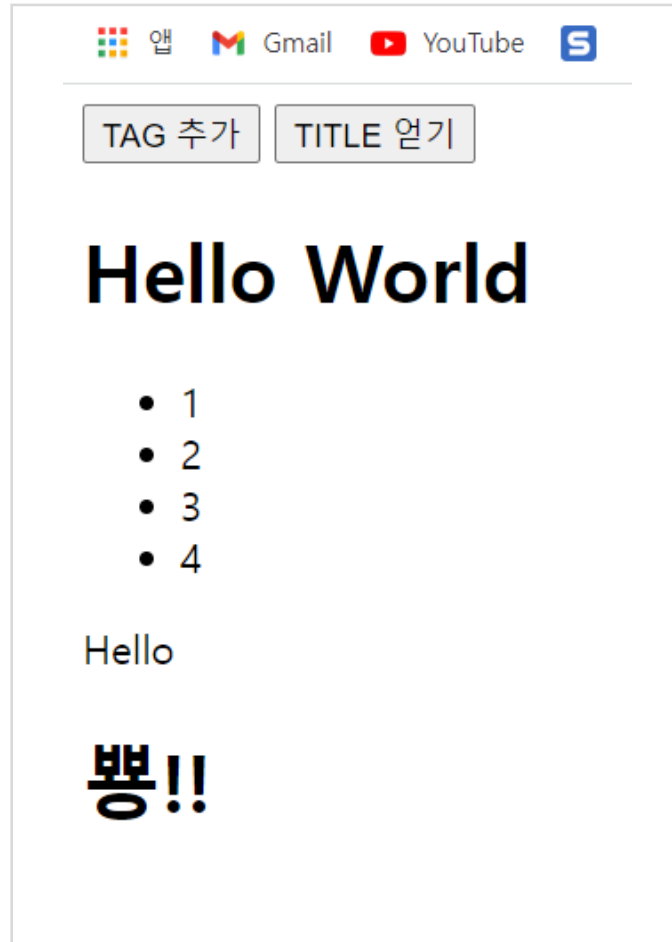 앱 Gmail YouTube S
TAG 추가 TITLE 얻기
Hello World
1
2
3
4
Hello
뿅!!